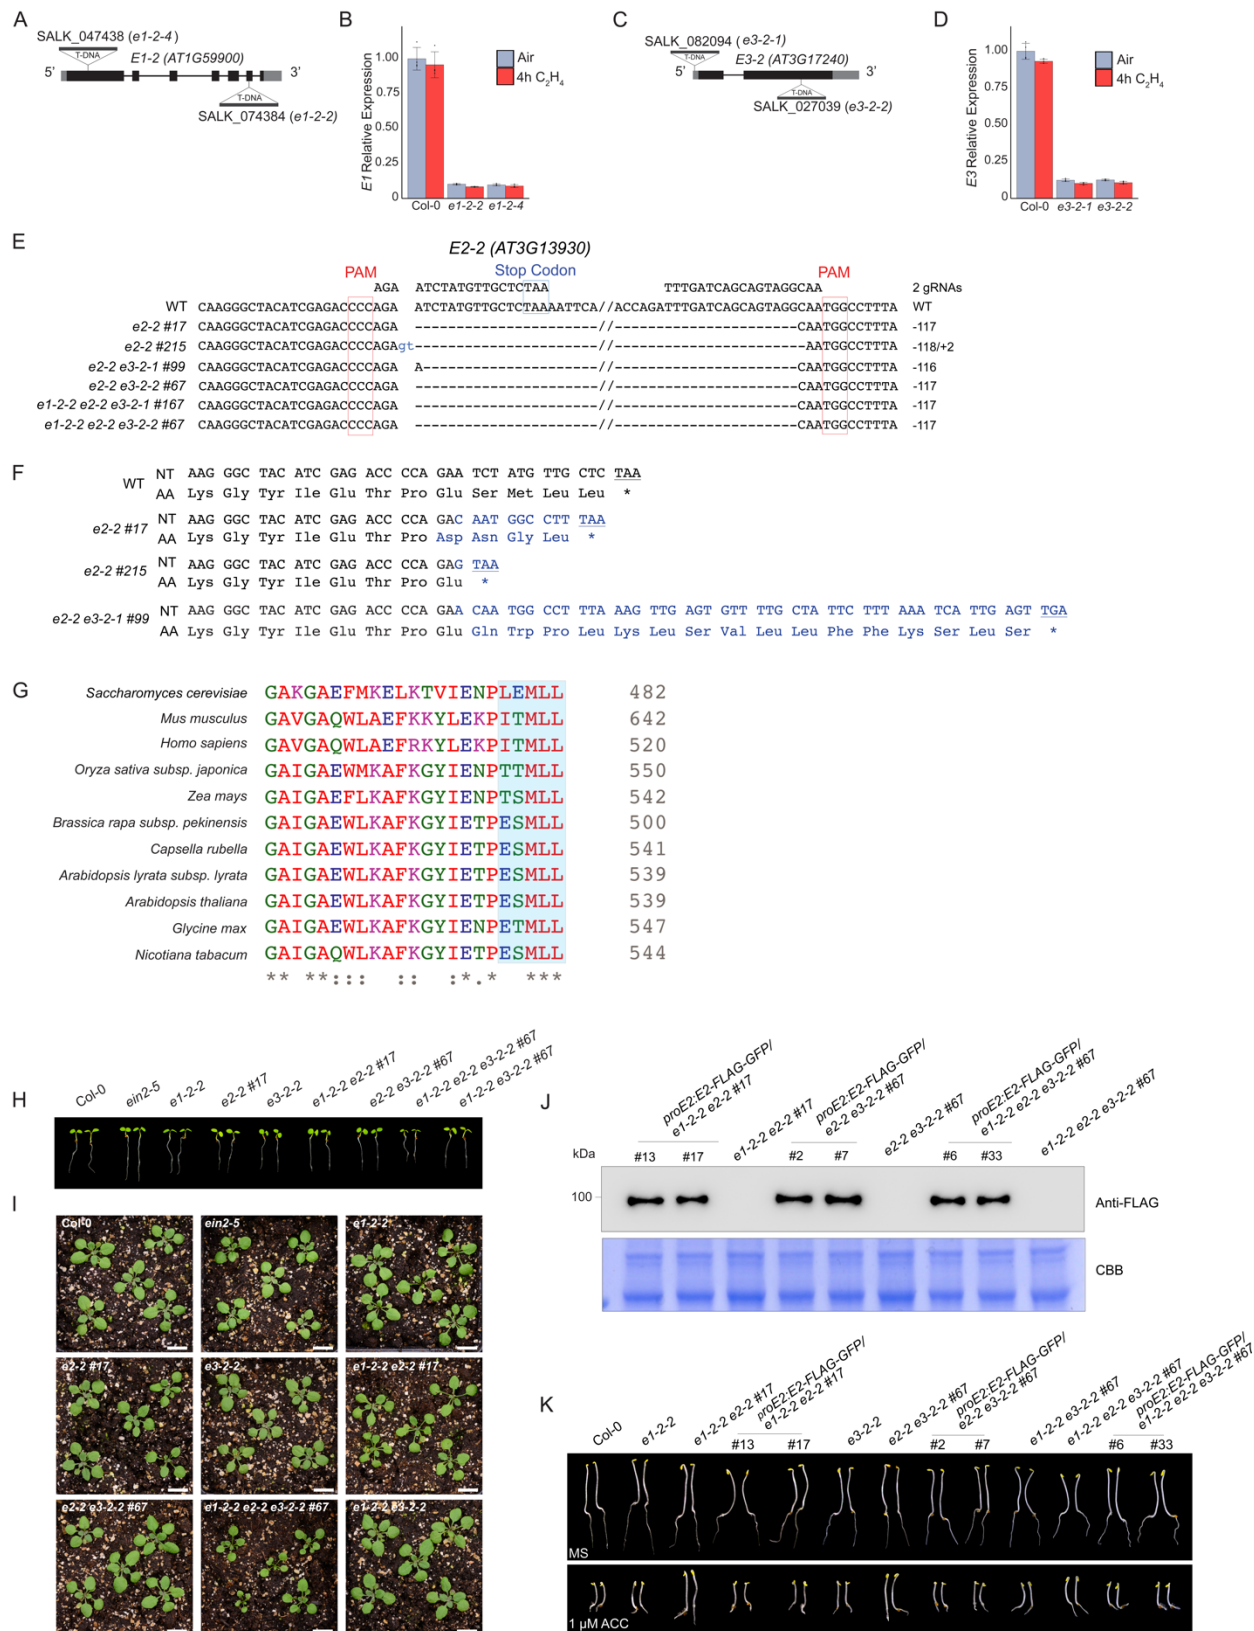 A
SALK_047438 (e1-2-4)
T-DNA
E1-2 (AT1G59900)
5'
3'
T-DNA
SALK_074384 (e1-2-2)
B
E1 Relative Expression
1.00
0.75
0.50
0.25
0
Air
4h C₂H₄
Col-0 e1-2-2 e1-2-4
C
SALK_082094 (e3-2-1)
T-DNA
E3-2 (AT3G17240)
5'
3'
T-DNA
SALK_027039 (e3-2-2)
D
E3 Relative Expression
1.00
0.75
0.50
0.25
0
Air
4h C₂H₄
Col-0 e3-2-1 e3-2-2
E
E2-2 (AT3G13930)
PAM Stop Codon PAM
AGA ATCTATGTTGCTCTAA TTTGATCAGCAGTAGGCAA 2 gRNAs
WT CAAGGGCTACATCGAGACCCCAGA ATCTATGTTGCTCTAAAATTCA//ACCAGATTTGATCAGCAGTAGGCAATGGCCTTTA WT
e2-2 #17 CAAGGGCTACATCGAGACCCCAGA ----------------------//------------------CAATGGCCTTTA -117
e2-2 #215 CAAGGGCTACATCGAGACCCCAGAgt ----------------------//-------------------AATGGCCTTTA -118/+2
e2-2 e3-2-1 #99 CAAGGGCTACATCGAGACCCCAGA A---------------------//------------------CAATGGCCTTTA -116
e2-2 e3-2-2 #67 CAAGGGCTACATCGAGACCCCAGA ----------------------//------------------CAATGGCCTTTA -117
e1-2-2 e2-2 e3-2-1 #167 CAAGGGCTACATCGAGACCCCAGA ----------------------//------------------CAATGGCCTTTA -117
e1-2-2 e2-2 e3-2-2 #67 CAAGGGCTACATCGAGACCCCAGA ----------------------//------------------CAATGGCCTTTA -117
F
WT
NT AAG GGC TAC ATC GAG ACC CCA GAA TCT ATG TTG CTC TAA
AA Lys Gly Tyr Ile Glu Thr Pro Glu Ser Met Leu Leu *
e2-2 #17
NT AAG GGC TAC ATC GAG ACC CCA GAC AAT GGC CTT TAA
AA Lys Gly Tyr Ile Glu Thr Pro Asp Asn Gly Leu *
e2-2 #215
NT AAG GGC TAC ATC GAG ACC CCA GAG TAA
AA Lys Gly Tyr Ile Glu Thr Pro Glu *
e2-2 e3-2-1 #99
NT AAG GGC TAC ATC GAG ACC CCA GAA CAA TGG CCT TTA AAG TTG AGT GTT TTG CTA TTC TTT AAA TCA TTG AGT TGA
AA Lys Gly Tyr Ile Glu Thr Pro Glu Gln Trp Pro Leu Lys Leu Ser Val Leu Leu Phe Phe Lys Ser Leu Ser *
G
Saccharomyces cerevisiae GAKGAEFMKELKTVIENPLEMLL 482
Mus musculus GAVGAQWLAEFKKYLEKPITMLL 642
Homo sapiens GAVGAQWLAEFRKYLEKPITMLL 520
Oryza sativa subsp. japonica GAIGAEWMKAFKGYIENPTTMLL 550
Zea mays GAIGAEFLKAFKGYIENPTSMLL 542
Brassica rapa subsp. pekinensis GAIGAEWLKAFKGYIETPESMLL 500
Capsella rubella GAIGAEWLKAFKGYIETPESMLL 541
Arabidopsis lyrata subsp. lyrata GAIGAEWLKAFKGYIETPESMLL 539
Arabidopsis thaliana GAIGAEWLKAFKGYIETPESMLL 539
Glycine max GAIGAEWLKAFKGYIENPETMLL 547
Nicotiana tabacum GAIGAQWLKAFKGYIETPESMLL 544
** **::: :: :*.* ***
H
Col-0 ein2-5 e1-2-2 e2-2 #17 e3-2-2 e1-2-2 e2-2 #17 e2-2 e3-2-2 #67 e1-2-2 e2-2 e3-2-2 #67 e1-2-2 e3-2-2 #67
I
Col-0 ein2-5 e1-2-2
e2-2 #17 e3-2-2 e1-2-2 e2-2 #17
e2-2 e3-2-2 #67 e1-2-2 e2-2 e3-2-2 #67 e1-2-2 e3-2-2
J
proE2:E2-FLAG-GFP/ e1-2-2 e2-2 #17
e1-2-2 e2-2 #17
proE2:E2-FLAG-GFP/ e2-2 e3-2-2 #67
e2-2 e3-2-2 #67
proE2:E2-FLAG-GFP/ e1-2-2 e2-2 e3-2-2 #67
e1-2-2 e2-2 e3-2-2 #67
kDa #13 #17 #2 #7 #6 #33
100
Anti-FLAG
CBB
K
Col-0
e1-2-2
e1-2-2 e2-2 #17
proE2:E2-FLAG-GFP/ e1-2-2 e2-2 #17
e3-2-2
e2-2 e3-2-2 #67
proE2:E2-FLAG-GFP/ e2-2 e3-2-2 #67
e1-2-2 e3-2-2 #67
e1-2-2 e2-2 e3-2-2 #67
proE2:E2-FLAG-GFP/ e1-2-2 e2-2 e3-2-2 #67
#13 #17 #2 #7 #6 #33
MS
1 µM ACC